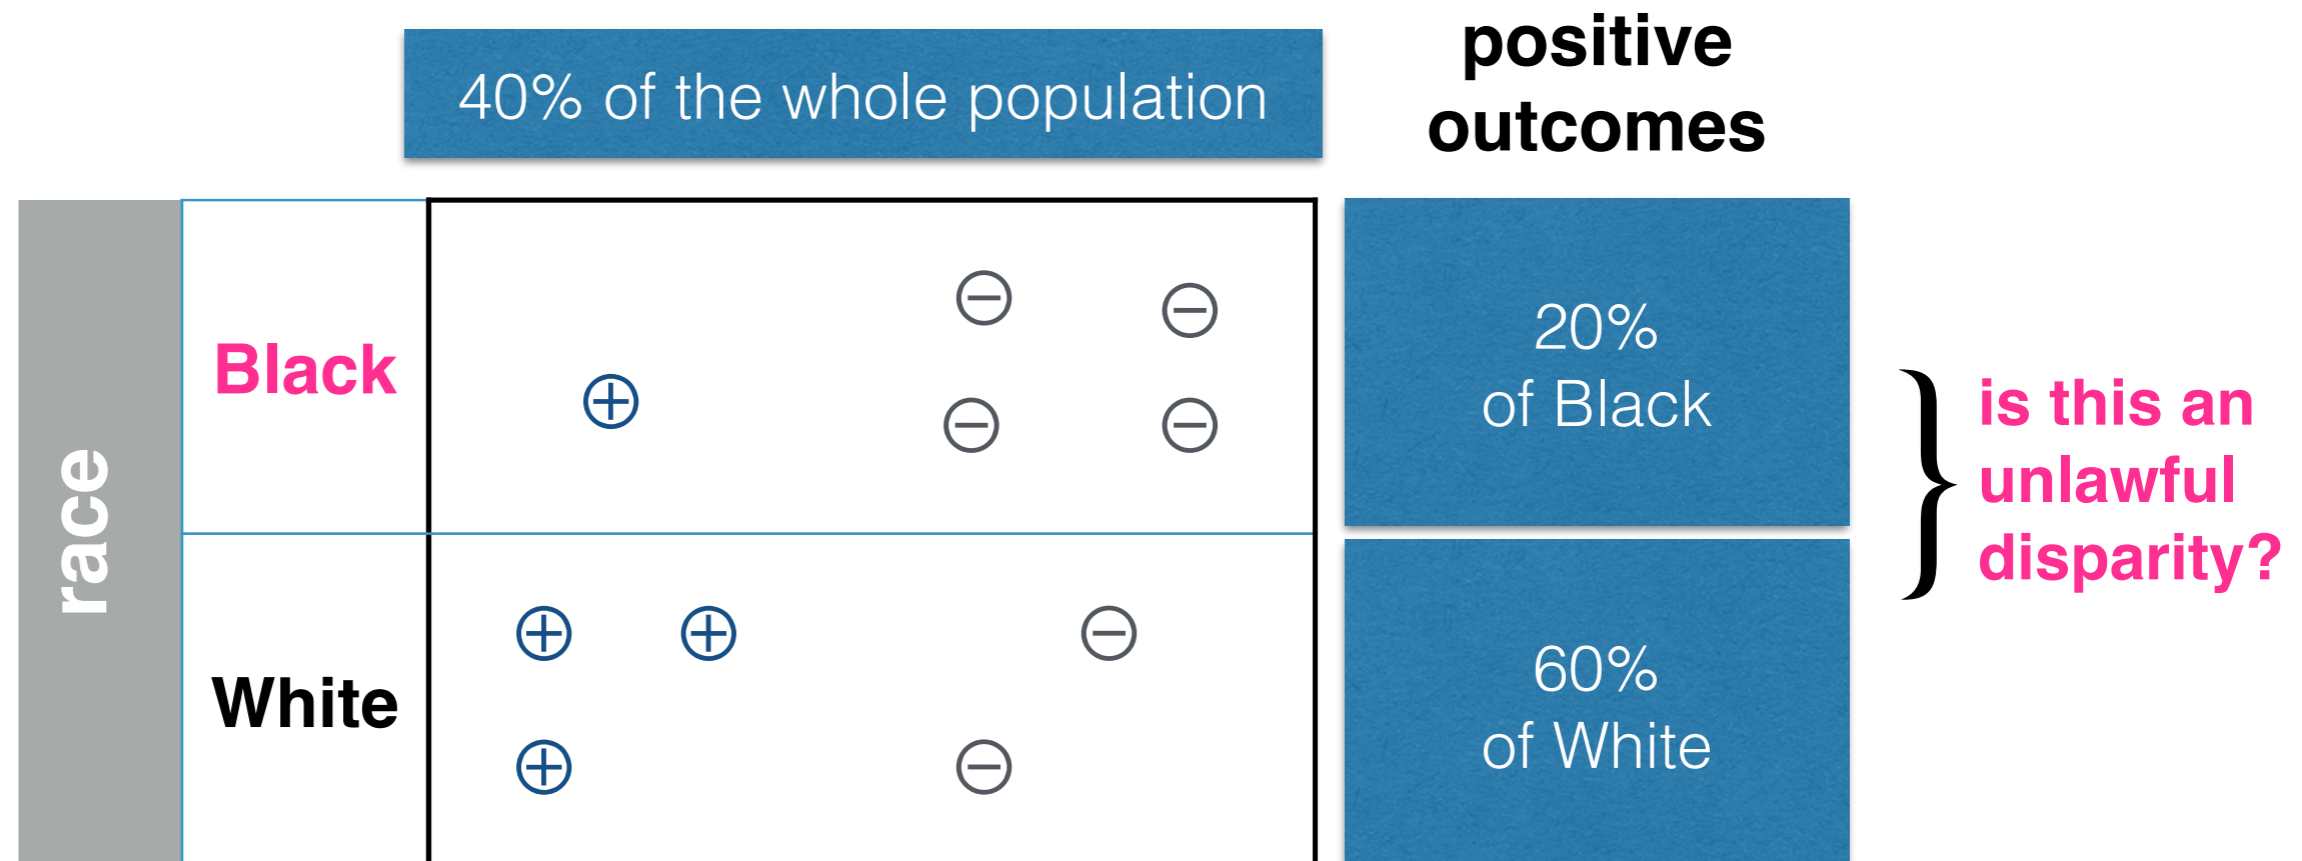 40% of the whole population
positive
outcomes
race
Black
20%
of Black
White
60%
of White
is this an
unlawful
disparity?